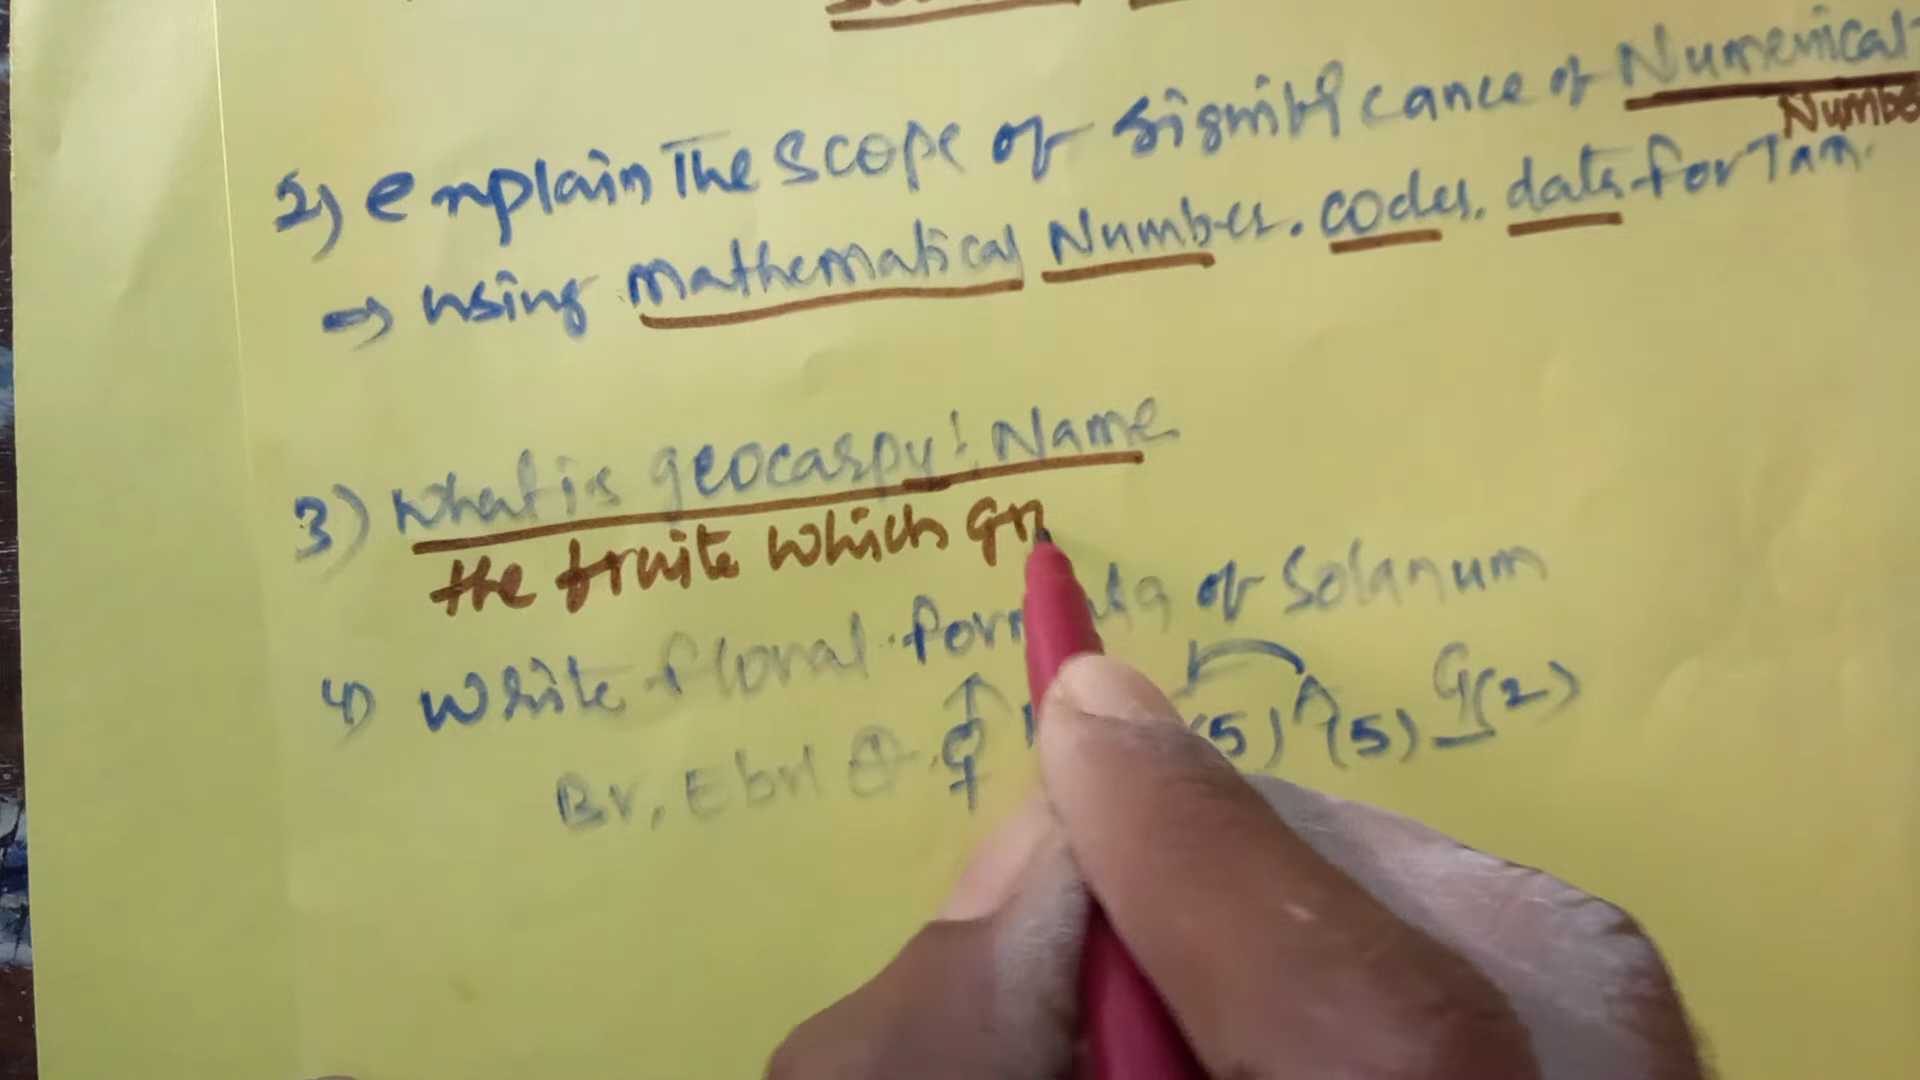 2) explain The scope of significance of Numerical
Numbe
→ using mathematical Number. codes. data for Tax.
3) What is geocarpy! Name
the fruite which gr
4) Write floral formula of Solanum
Br, Ebrl ⊕ ⚥ (5) (5) G(2)